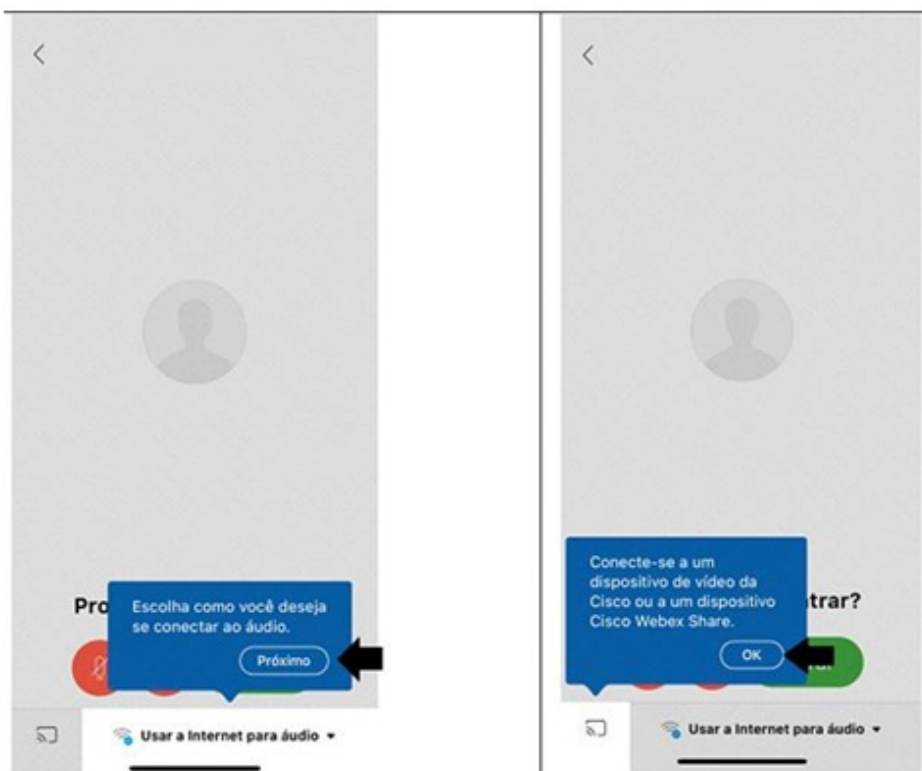 Pro
Escolha como você deseja
se conectar ao áudio.
Próximo
Usar a Internet para áudio
Conecte-se a um
dispositivo de vídeo da
Cisco ou a um dispositivo
Cisco Webex Share.
trar?
OK
Usar a Internet para áudio